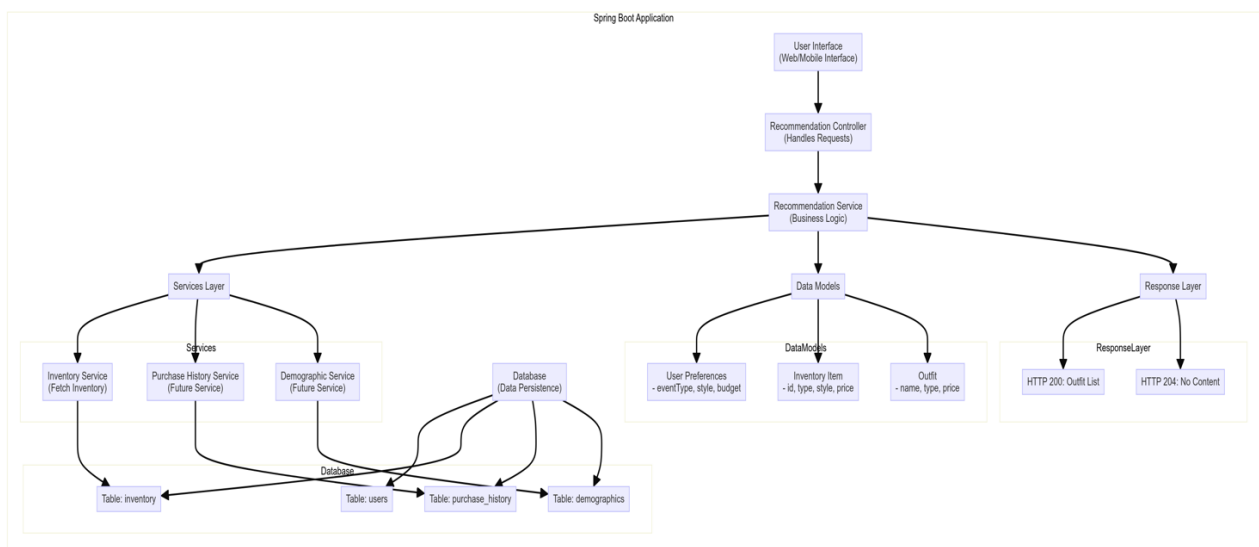 Spring Boot Application
User Interface
(Web/Mobile Interface)
Recommendation Controller
(Handles Requests)
Recommendation Service
(Business Logic)
Services Layer
Data Models
Response Layer
Services
DataModels
ResponseLayer
Inventory Service
(Fetch Inventory)
Purchase History Service
(Future Service)
Demographic Service
(Future Service)
Database
(Data Persistence)
User Preferences
- eventType, style, budget
Inventory Item
- id, type, style, price
Outfit
- name, type, price
HTTP 200: Outfit List
HTTP 204: No Content
Database
Table: inventory
Table: users
Table: purchase_history
Table: demographics